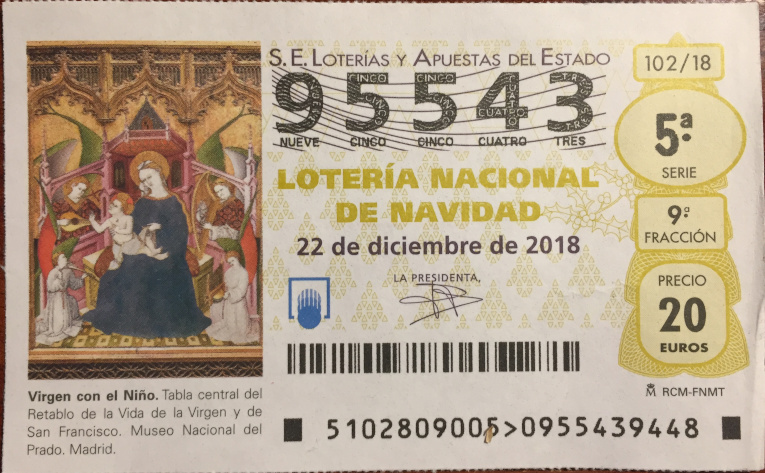 S.E. LOTERÍAS Y APUESTAS DEL ESTADO
95543
NUEVE CINCO CINCO CUATRO TRES
LOTERÍA NACIONAL
DE NAVIDAD
22 de diciembre de 2018
LA PRESIDENTA,
102/18
5ª
SERIE
9ª
FRACCIÓN
PRECIO
20
EUROS
RCM-FNMT
Virgen con el Niño. Tabla central del
Retablo de la Vida de la Virgen y de
San Francisco. Museo Nacional del
Prado. Madrid.
5102809005>0955439448